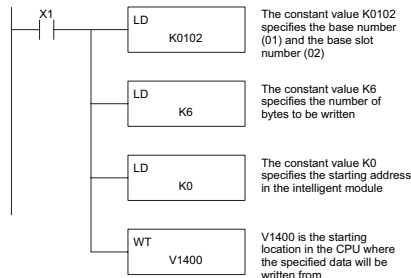 X1
LD
K0102
The constant value K0102
specifies the base number
(01) and the base slot
number (02)
LD
K6
The constant value K6
specifies the number of
bytes to be written
LD
K0
The constant value K0
specifies the starting address
in the intelligent module
WT
V1400
V1400 is the starting
location in the CPU where
the specified data will be
written from